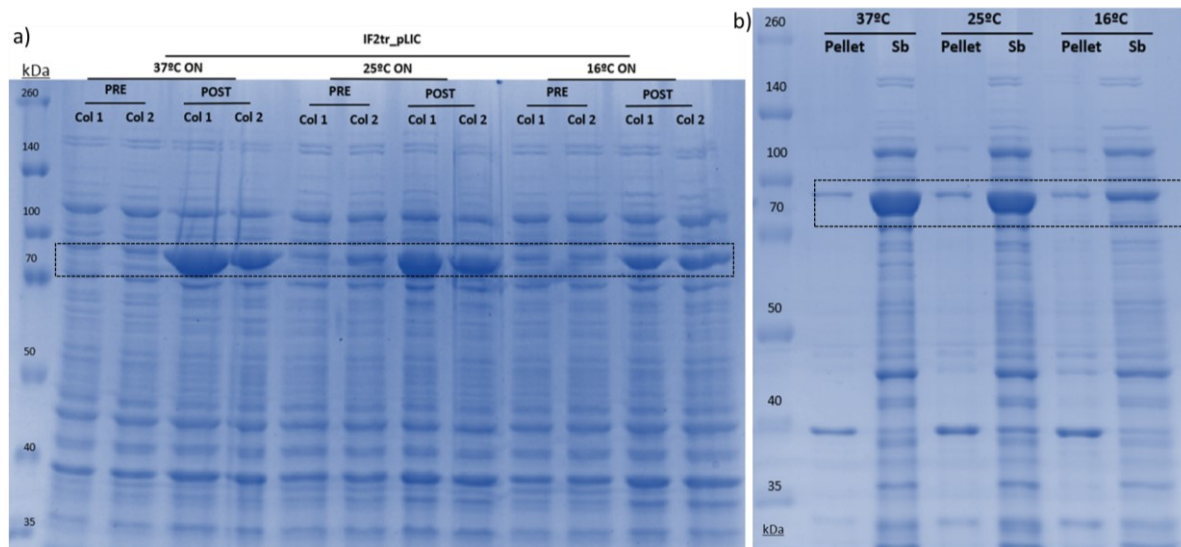 a)
IF2tr_pLIC
37ºC ON 25ºC ON 16ºC ON
kDa
PRE POST PRE POST PRE POST
Col 1 Col 2 Col 1 Col 2 Col 1 Col 2 Col 1 Col 2 Col 1 Col 2 Col 1 Col 2
260
140
100
70
50
40
35
b)
37ºC 25ºC 16ºC
Pellet Sb Pellet Sb Pellet Sb
260
140
100
70
50
40
35
kDa